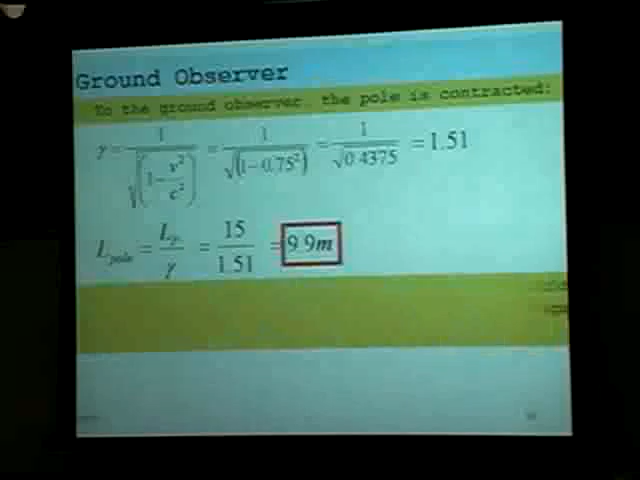 Ground Observer
To the ground observer, the pole is contracted:
γ = 1 / √(1 − v²/c²) = 1 / √(1 − 0.75²) = 1 / √0.4375 = 1.51
L_pole = L_p / γ = 15 / 1.51 = 9.9m